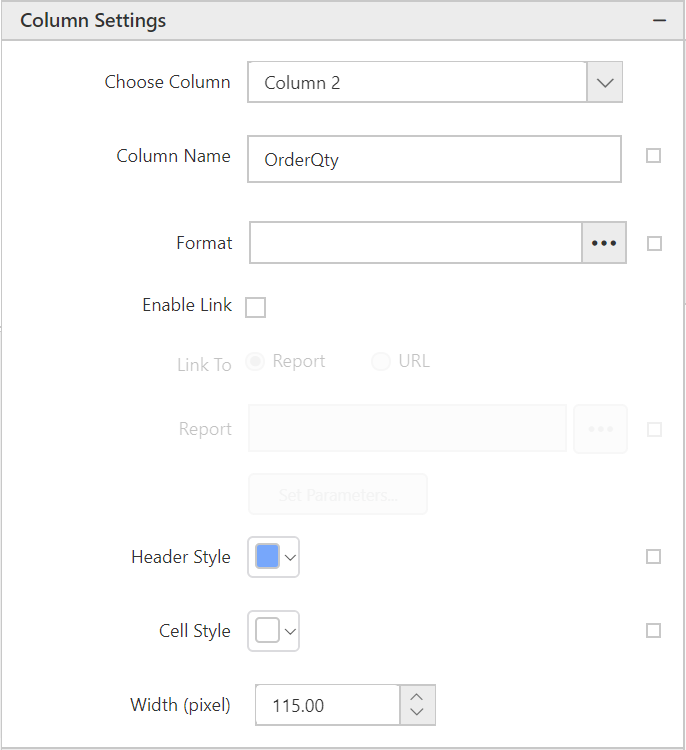 Column Settings
Choose Column Column 2
Column Name OrderQty
Format
Enable Link
Link To Report URL
Report
Set Parameters...
Header Style
Cell Style
Width (pixel) 115.00